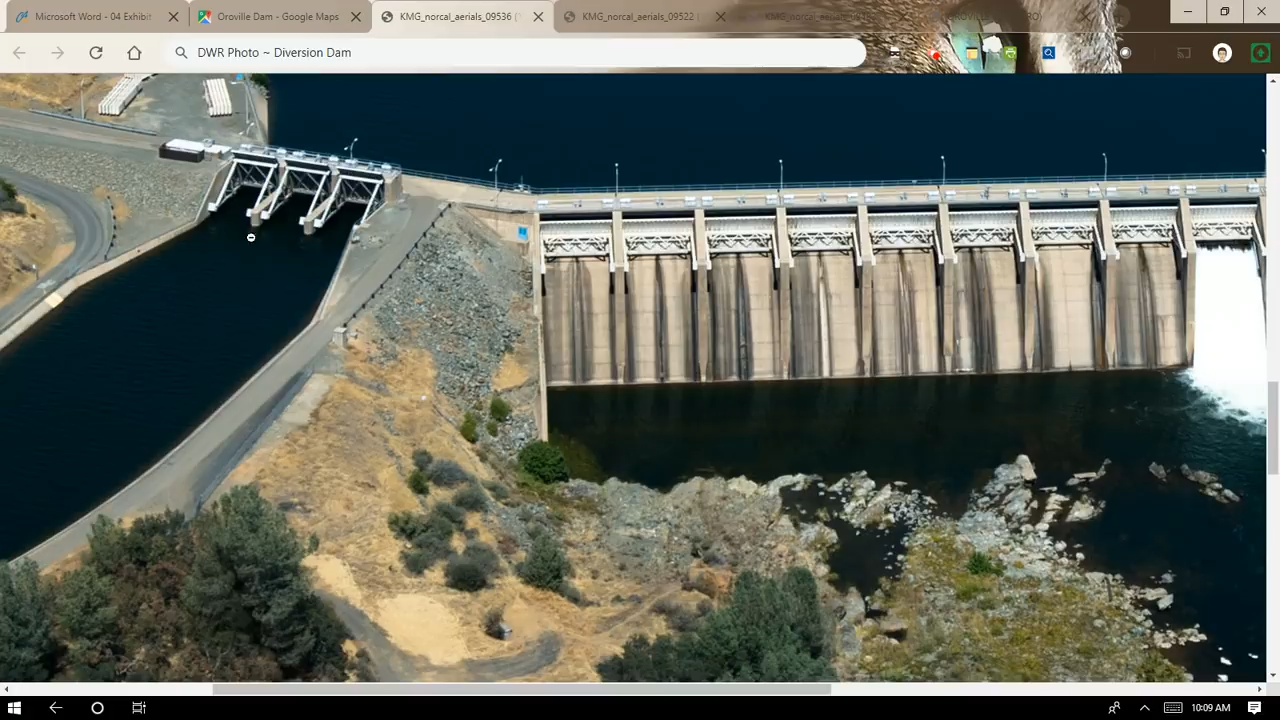 Microsoft Word - 04 Exhibit
Oroville Dam - Google Maps
KMG_norcal_aerials_09536 (
KMG_norcal_aerials_09522 (
DWR Photo ~ Diversion Dam
10:09 AM